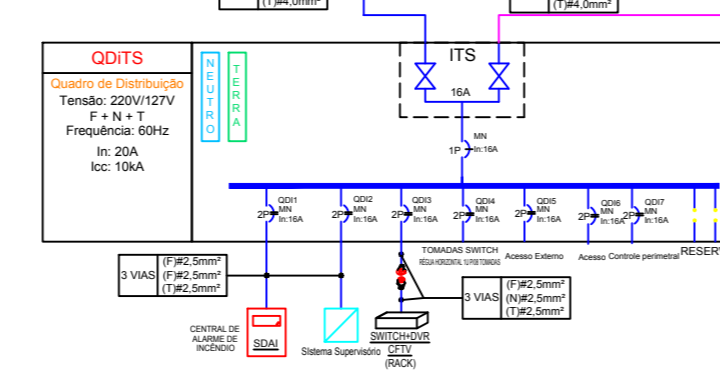 (T)#4,0mm²
(T)#4,0mm²
QDiTS
Quadro de Distribuição
Tensão: 220V/127V
F + N + T
Frequência: 60Hz
In: 20A
Icc: 10kA
NEUTRO
TERRA
ITS
16A
1P
MN
In:16A
2P
QDI1
MN
In:16A
2P
QDI2
MN
In:16A
2P
QDI3
MN
In:16A
2P
QDI4
MN
In:16A
2P
QDI5
MN
In:16A
2P
QDI6
MN
In:16A
2P
QDI7
MN
In:16A
TOMADAS SWITCH
RÉGUA HORIZONTAL 1U P/08 TOMADAS
Acesso Externo
Acesso
Controle perimetral
RESERV
3 VIAS
(F)#2,5mm²
(F)#2,5mm²
(T)#2,5mm²
3 VIAS
(F)#2,5mm²
(N)#2,5mm²
(T)#2,5mm²
CENTRAL DE
ALARME DE
INCÊNDIO
SDAI
Sistema Supervisório
SWITCH+DVR
CFTV
(RACK)